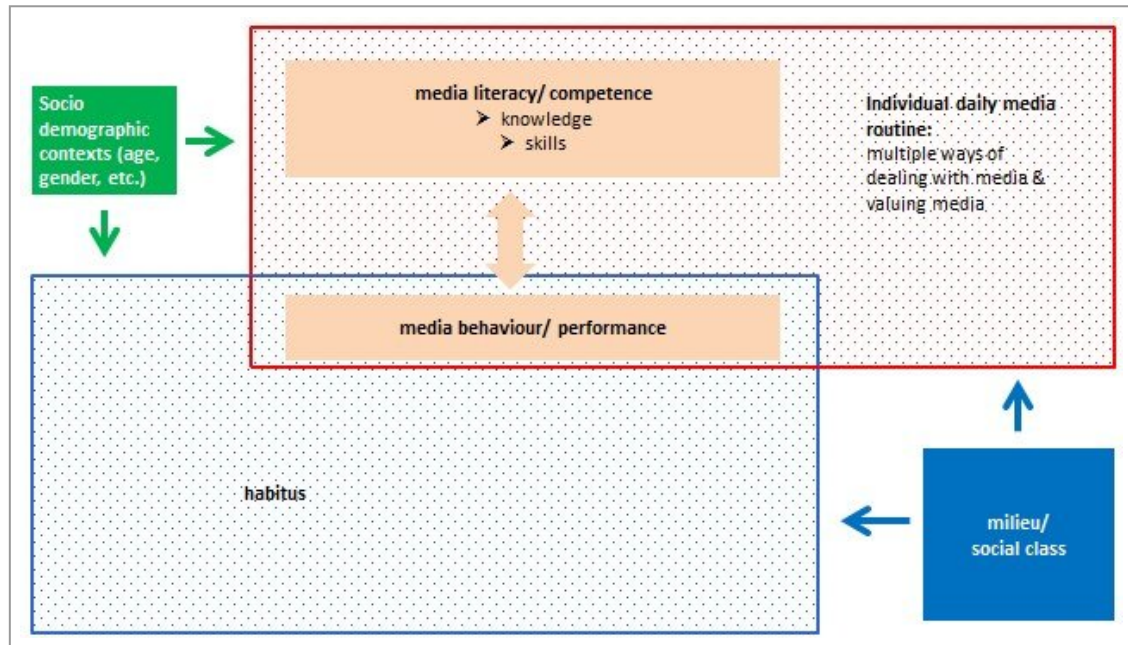 Socio
demographic
contexts (age,
gender, etc.)
media literacy/ competence
➤ knowledge
➤ skills
Individual daily media
routine:
multiple ways of
dealing with media &
valuing media
media behaviour/ performance
habitus
milieu/
social class